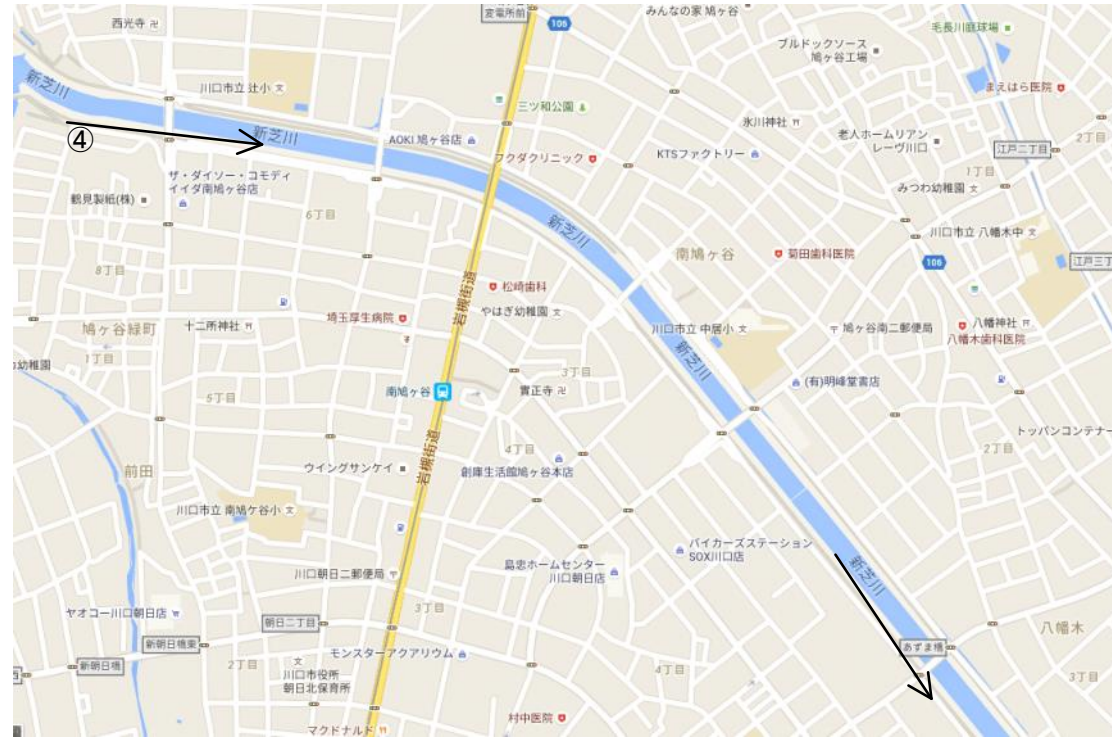 変電所前
106
みんなの家 鳩ヶ谷
西光寺
毛長川庭球場
ブルドックソース
鳩ヶ谷工場
新芝川
川口市立 辻小
まえはら医院
三ツ和公園
④
新芝川
AOKI 鳩ヶ谷店
氷川神社
老人ホームリアン
レーヴ川口
2丁目
江戸二丁目
フクダクリニック
KTSファクトリー
1丁目
ザ・ダイソー・コモディ
イイダ南鳩ヶ谷店
みつわ幼稚園
鶴見製紙(株)
6丁目
新芝川
川口市立 八幡木中
南鳩ヶ谷
菊田歯科医院
106
江戸三丁
8丁目
松崎歯科
岩槻街道
やはぎ幼稚園
埼玉厚生病院
鳩ヶ谷緑町
十二所神社
川口市立 中居小
鳩ヶ谷南二郵便局
八幡神社
八幡木歯科医院
1丁目
新芝川
つわ幼稚園
3丁目
(有)明峰堂書店
南鳩ヶ谷
實正寺
5丁目
トッパンコンテナー
4丁目
2丁目
岩槻街道
前田
ウイングサンケイ
創庫生活館鳩ヶ谷本店
川口市立 南鳩ケ谷小
バイカーズステーション
SOX川口店
島忠ホームセンター
川口朝日店
川口朝日二郵便局
新芝川
3丁目
ヤオコー川口朝日店
朝日二丁目
八幡木
新朝日橋東
あずま橋
モンスターアクアリウム
新朝日橋
2丁目
川口市役所
朝日北保育所
4丁目
3丁目
村中医院
マクドナルド